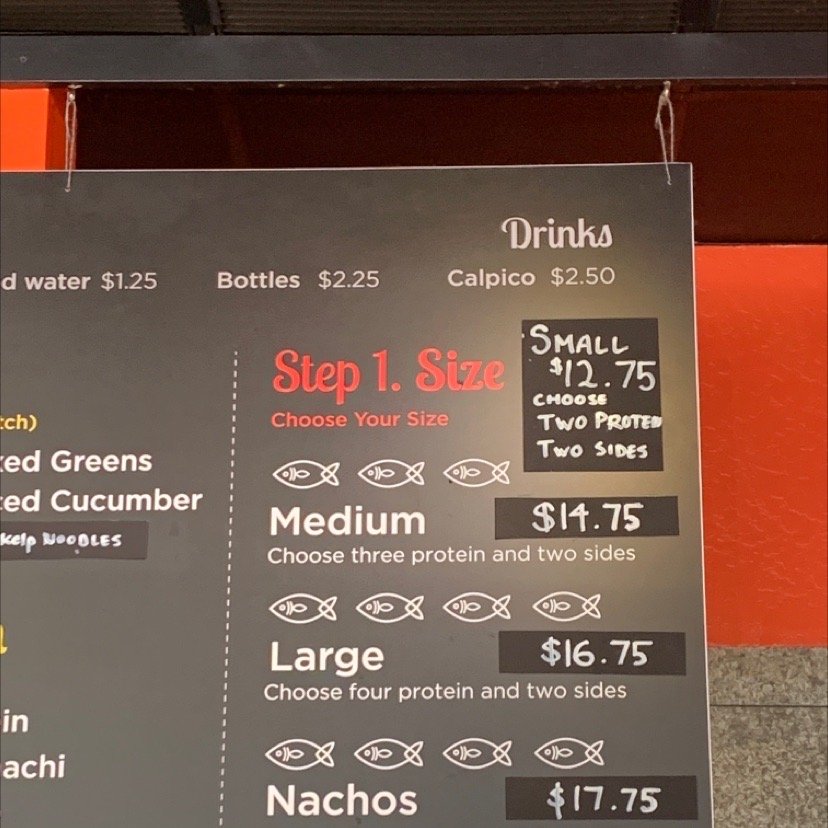 Drinks
d water $1.25 Bottles $2.25 Calpico $2.50
Step 1. Size
Choose Your Size
SMALL
$12.75
CHOOSE
TWO PROTEIN
TWO SIDES
tch)
ed Greens
ed Cucumber
Kelp NOODLES
in
achi
Medium $14.75
Choose three protein and two sides
Large $16.75
Choose four protein and two sides
Nachos $17.75